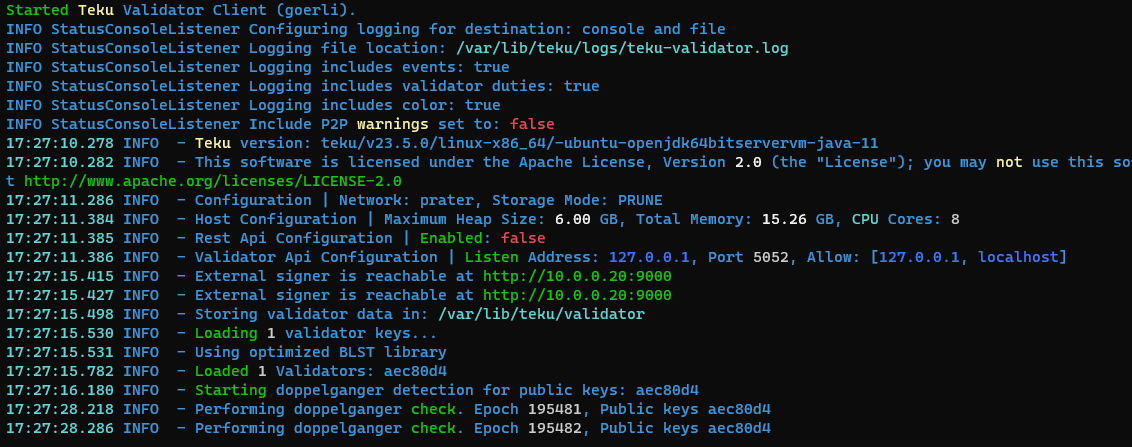 Started Teku Validator Client (goerli).
INFO StatusConsoleListener Configuring logging for destination: console and file
INFO StatusConsoleListener Logging file location: /var/lib/teku/logs/teku-validator.log
INFO StatusConsoleListener Logging includes events: true
INFO StatusConsoleListener Logging includes validator duties: true
INFO StatusConsoleListener Logging includes color: true
INFO StatusConsoleListener Include P2P warnings set to: false
17:27:10.278 INFO  - Teku version: teku/v23.5.0/linux-x86_64/-ubuntu-openjdk64bitservervm-java-11
17:27:10.282 INFO  - This software is licensed under the Apache License, Version 2.0 (the "License"); you may not use this so
t http://www.apache.org/licenses/LICENSE-2.0
17:27:11.286 INFO  - Configuration | Network: prater, Storage Mode: PRUNE
17:27:11.384 INFO  - Host Configuration | Maximum Heap Size: 6.00 GB, Total Memory: 15.26 GB, CPU Cores: 8
17:27:11.385 INFO  - Rest Api Configuration | Enabled: false
17:27:11.386 INFO  - Validator Api Configuration | Listen Address: 127.0.0.1, Port 5052, Allow: [127.0.0.1, localhost]
17:27:15.415 INFO  - External signer is reachable at http://10.0.0.20:9000
17:27:15.427 INFO  - External signer is reachable at http://10.0.0.20:9000
17:27:15.498 INFO  - Storing validator data in: /var/lib/teku/validator
17:27:15.530 INFO  - Loading 1 validator keys...
17:27:15.531 INFO  - Using optimized BLST library
17:27:15.782 INFO  - Loaded 1 Validators: aec80d4
17:27:16.180 INFO  - Starting doppelganger detection for public keys: aec80d4
17:27:28.218 INFO  - Performing doppelganger check. Epoch 195481, Public keys aec80d4
17:27:28.286 INFO  - Performing doppelganger check. Epoch 195482, Public keys aec80d4